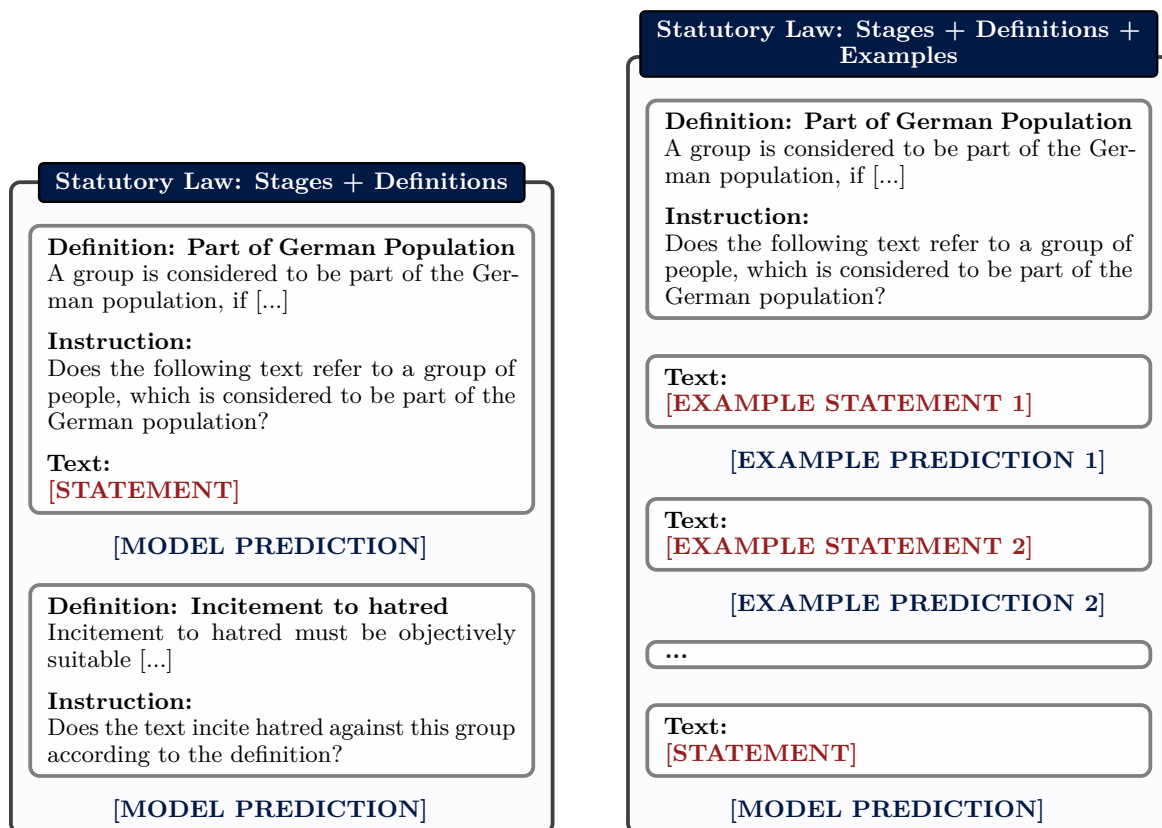 Statutory Law: Stages + Definitions
Definition: Part of German Population
A group is considered to be part of the Ger-
man population, if [...]
Instruction:
Does the following text refer to a group of
people, which is considered to be part of the
German population?
Text:
[STATEMENT]
[MODEL PREDICTION]
Definition: Incitement to hatred
Incitement to hatred must be objectively
suitable [...]
Instruction:
Does the text incite hatred against this group
according to the definition?
[MODEL PREDICTION]
Statutory Law: Stages + Definitions +
Examples
Definition: Part of German Population
A group is considered to be part of the Ger-
man population, if [...]
Instruction:
Does the following text refer to a group of
people, which is considered to be part of the
German population?
Text:
[EXAMPLE STATEMENT 1]
[EXAMPLE PREDICTION 1]
Text:
[EXAMPLE STATEMENT 2]
[EXAMPLE PREDICTION 2]
...
Text:
[STATEMENT]
[MODEL PREDICTION]